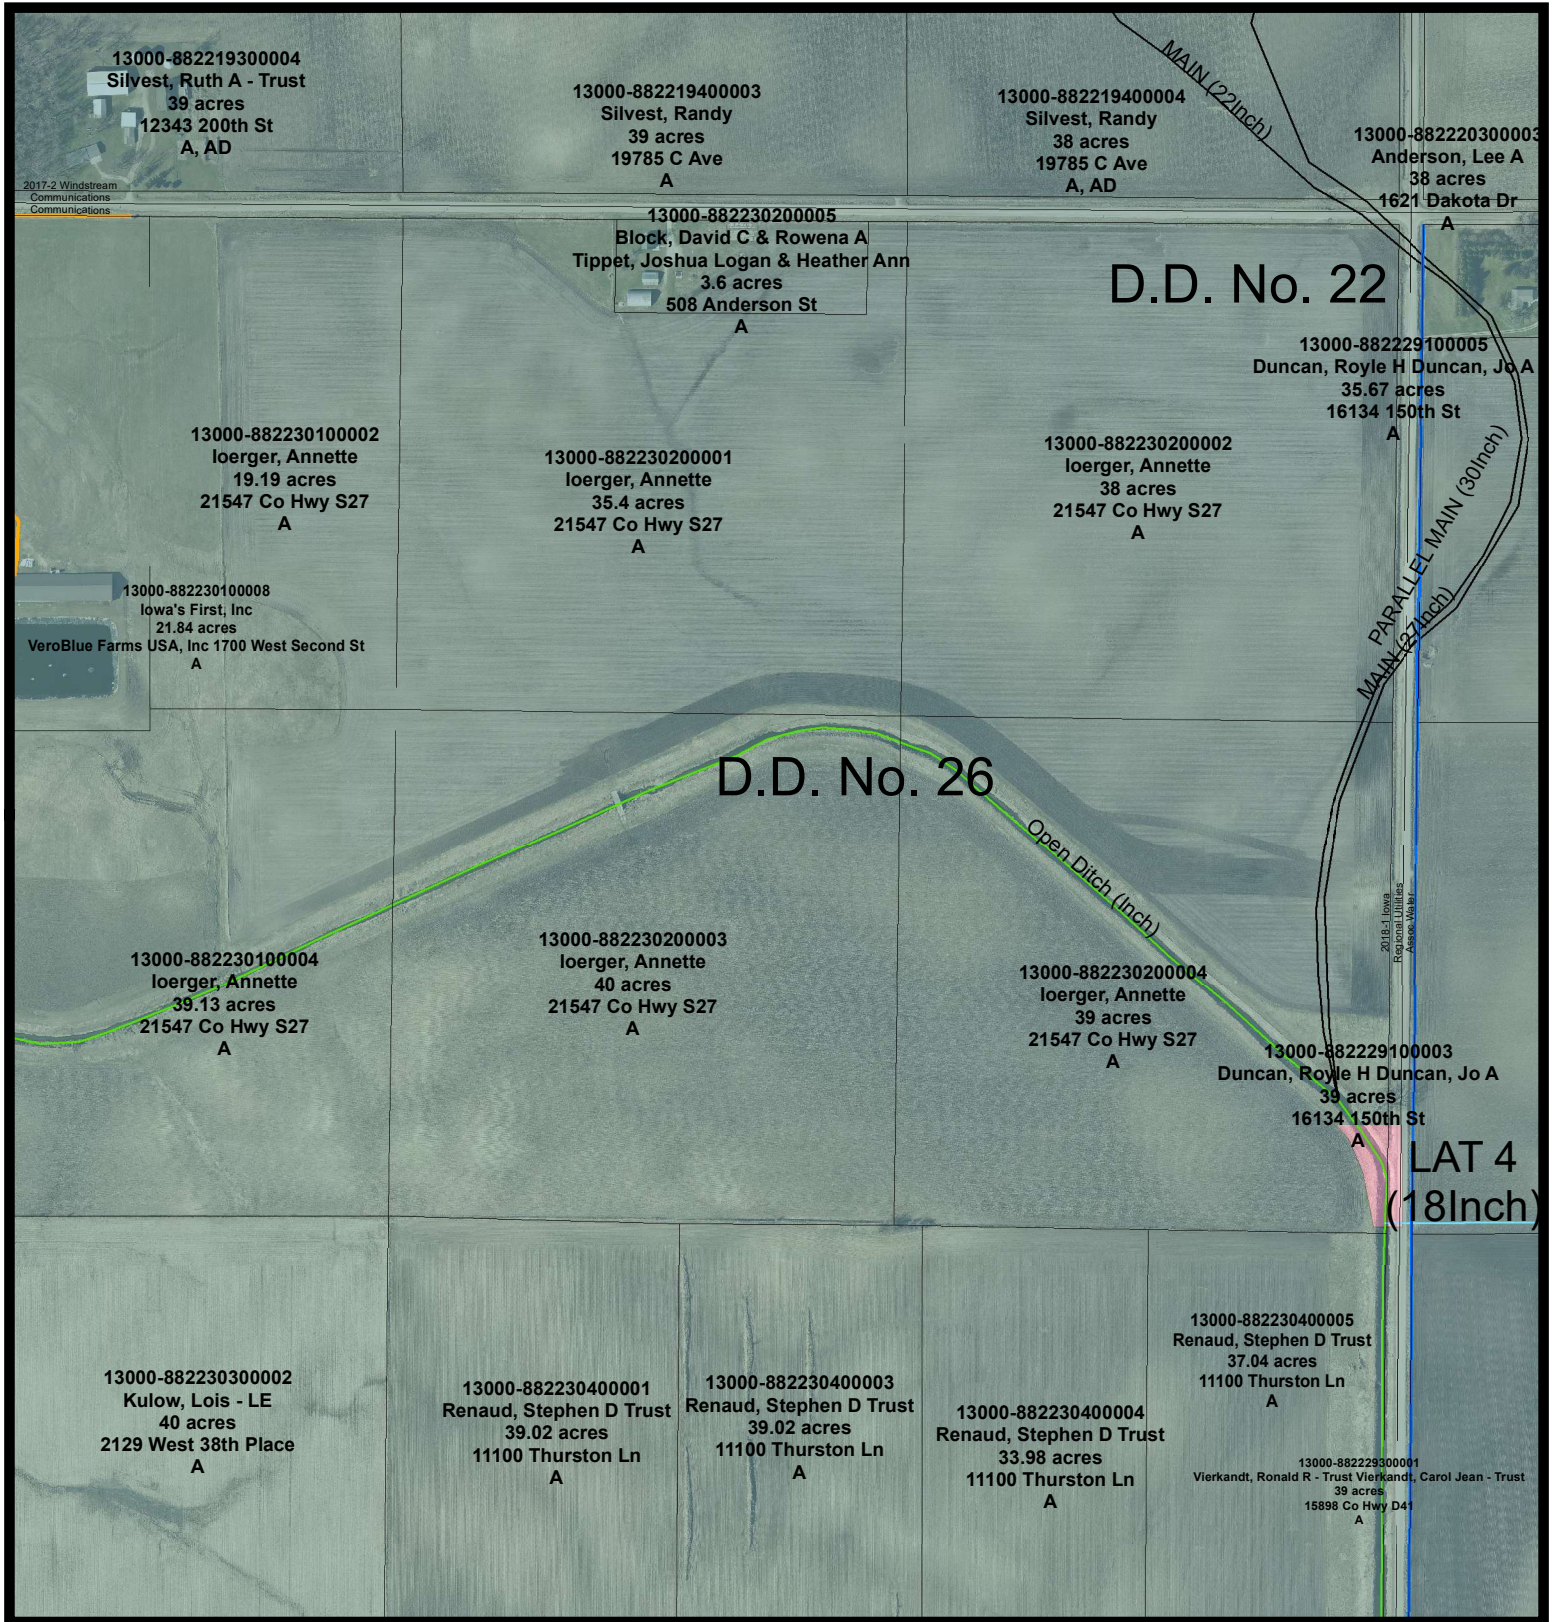 13000-882219300004
Silvest, Ruth A - Trust
39 acres
12343 200th St
A, AD
13000-882219400003
Silvest, Randy
39 acres
19785 C Ave
A
13000-882219400004
Silvest, Randy
38 acres
19785 C Ave
A, AD
MAIN (22Inch)
13000-882220300003
Anderson, Lee A
38 acres
1621 Dakota Dr
A
2017-2 Windstream
Communications
Communications
13000-882230200005
Block, David C & Rowena A
Tippet, Joshua Logan & Heather Ann
3.6 acres
508 Anderson St
A
D.D. No. 22
13000-882229100005
Duncan, Royle H Duncan, Jo A
35.67 acres
16134 150th St
A
13000-882230100002
Ioerger, Annette
19.19 acres
21547 Co Hwy S27
A
13000-882230200001
Ioerger, Annette
35.4 acres
21547 Co Hwy S27
A
13000-882230200002
Ioerger, Annette
38 acres
21547 Co Hwy S27
A
PARALLEL MAIN (30Inch)
MAIN (27Inch)
13000-882230100008
Iowa's First, Inc
21.84 acres
VeroBlue Farms USA, Inc 1700 West Second St
A
D.D. No. 26
Open Ditch (Inch)
2018-1 Iowa
Regional Utilities
Assoc-Water
13000-882230100004
Ioerger, Annette
39.13 acres
21547 Co Hwy S27
A
13000-882230200003
Ioerger, Annette
40 acres
21547 Co Hwy S27
A
13000-882230200004
Ioerger, Annette
39 acres
21547 Co Hwy S27
A
13000-882229100003
Duncan, Royle H Duncan, Jo A
39 acres
16134 150th St
A
LAT 4
(18Inch)
13000-882230300002
Kulow, Lois - LE
40 acres
2129 West 38th Place
A
13000-882230400001
Renaud, Stephen D Trust
39.02 acres
11100 Thurston Ln
A
13000-882230400003
Renaud, Stephen D Trust
39.02 acres
11100 Thurston Ln
A
13000-882230400004
Renaud, Stephen D Trust
33.98 acres
11100 Thurston Ln
A
13000-882230400005
Renaud, Stephen D Trust
37.04 acres
11100 Thurston Ln
A
13000-882229300001
Vierkandt, Ronald R - Trust Vierkandt, Carol Jean - Trust
39 acres
15898 Co Hwy D41
A